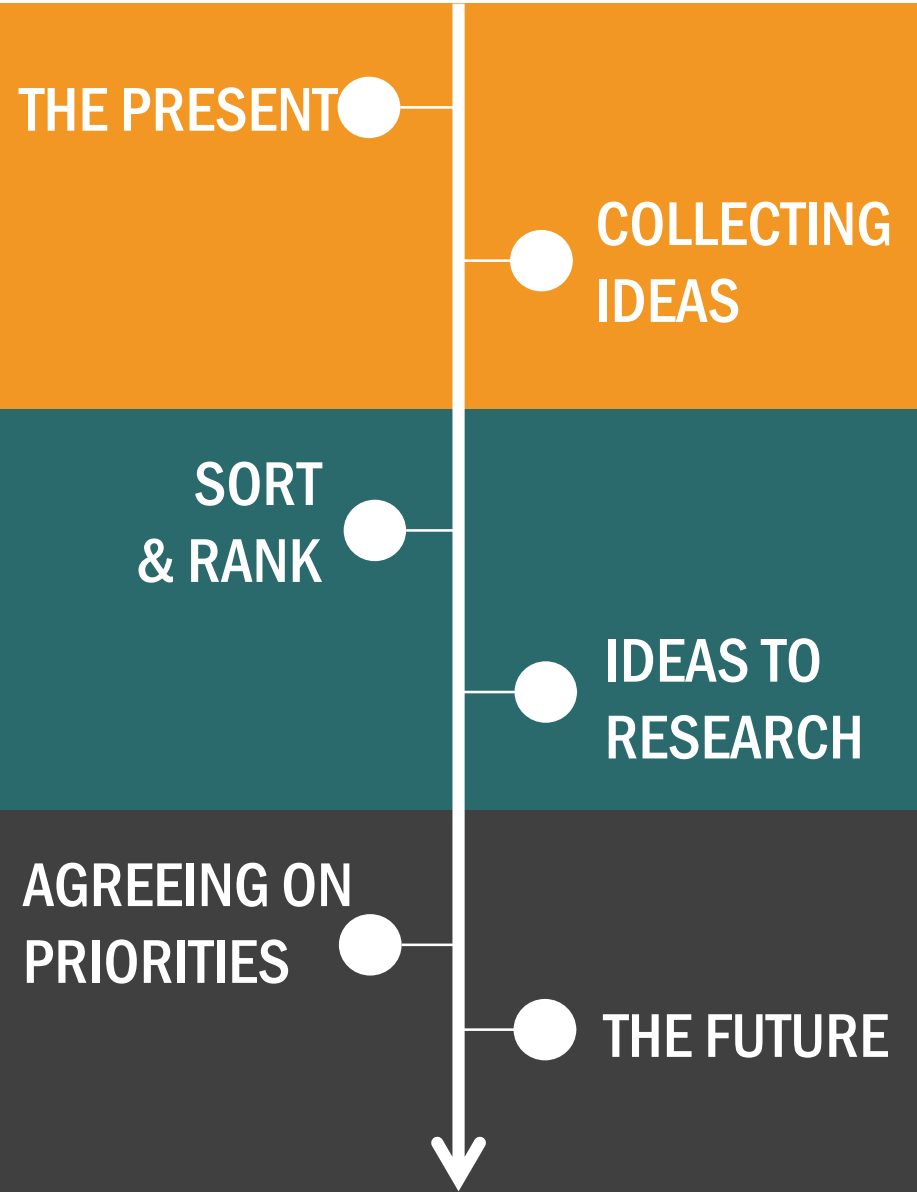 THE PRESENT
COLLECTING
IDEAS
SORT
& RANK
IDEAS TO
RESEARCH
AGREEING ON
PRIORITIES
THE FUTURE